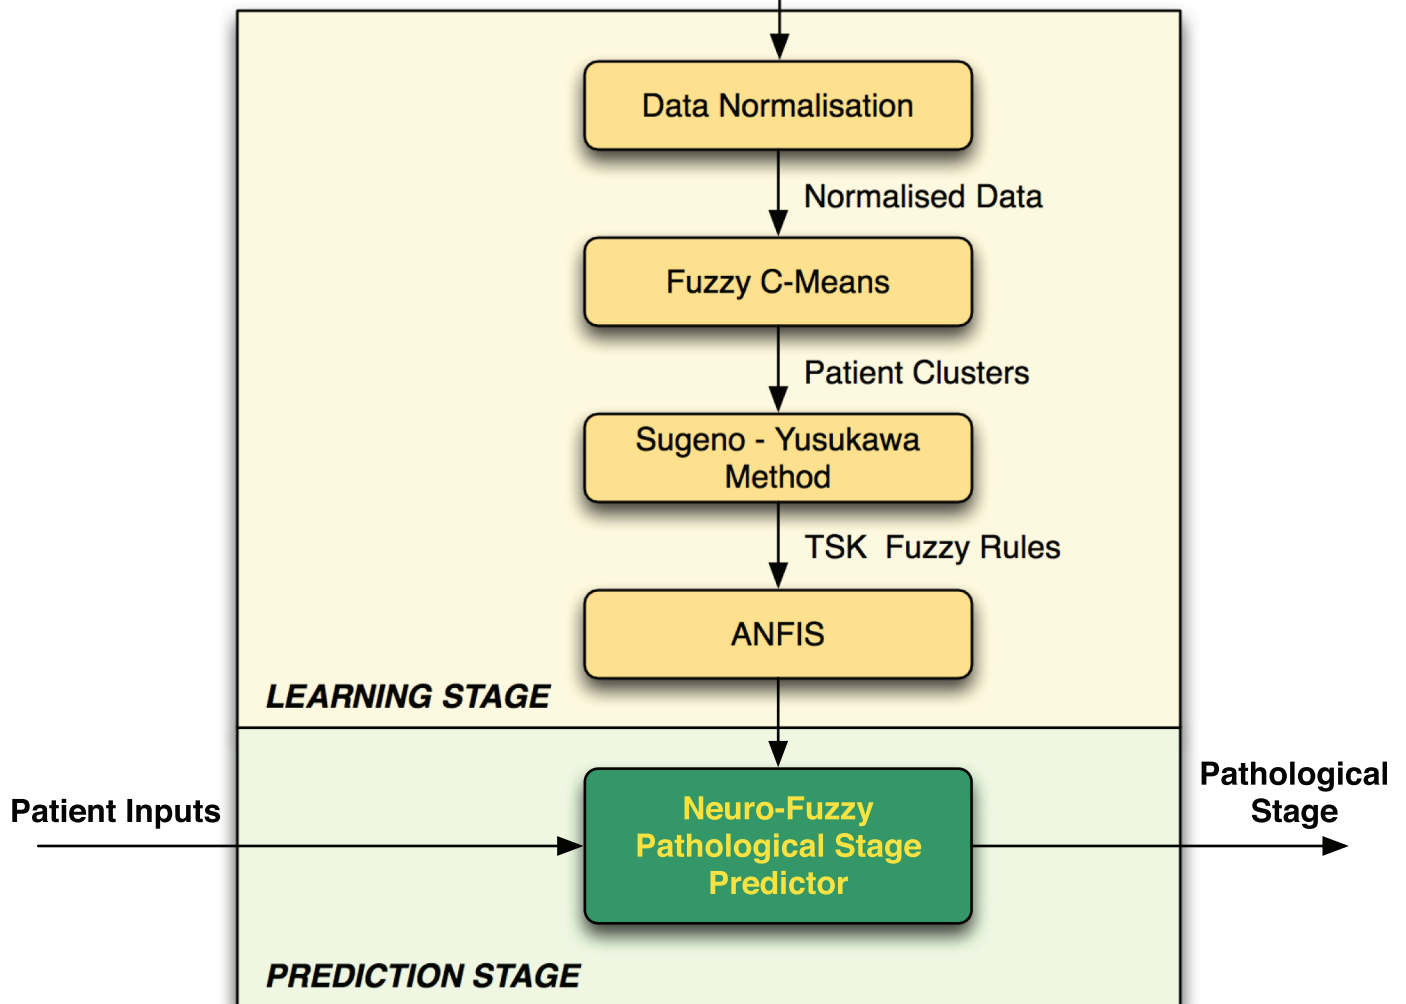 Data Normalisation
Normalised Data
Fuzzy C-Means
Patient Clusters
Sugeno - Yusukawa
Method
TSK  Fuzzy Rules
ANFIS
LEARNING STAGE
Patient Inputs
Neuro-Fuzzy
Pathological Stage
Predictor
Pathological
Stage
PREDICTION STAGE